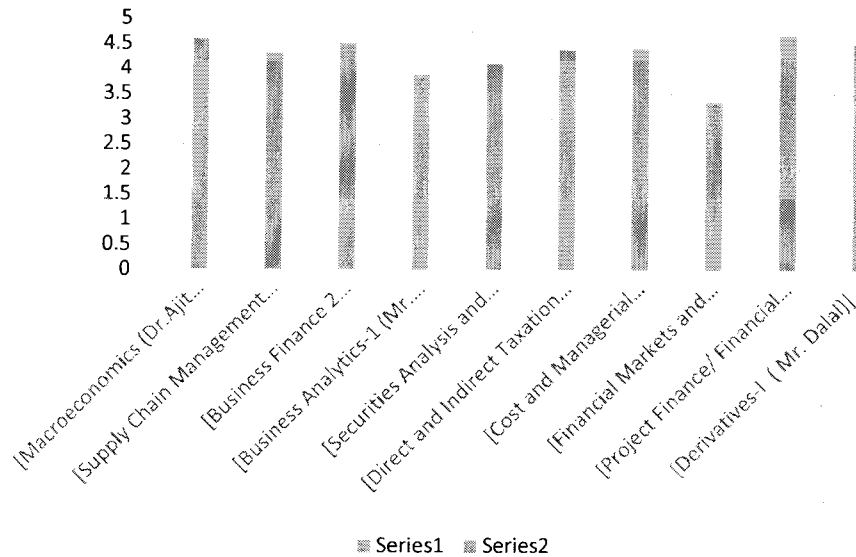 5
4.5
4
3.5
3
2.5
2
1.5
1
0.5
0
[Macroeconomics (Dr.Ajit...
[Supply Chain Management...
[Business Finance 2...
[Business Analytics-1 (Mr....
[Securities Analysis and...
[Direct and Indirect Taxation...
[Cost and Managerial...
[Financial Markets and...
[Project Finance/ Financial...
[Derivatives-I ( Mr. Dalal)]
Series1 Series2